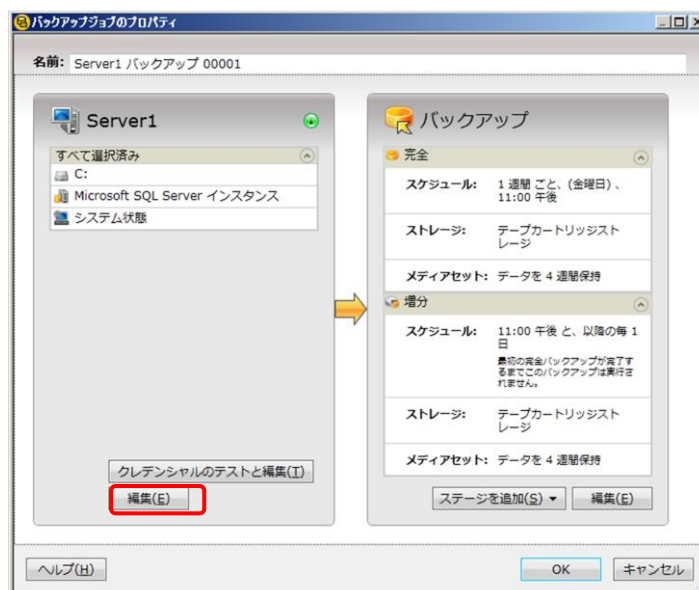 バックアップジョブのプロパティ
名前: Server1 バックアップ 00001
Server1
すべて選択済み
C:
Microsoft SQL Server インスタンス
システム状態
クレデンシャルのテストと編集(T)
編集(E)
バックアップ
完全
スケジュール: 1 週間 ごと、(金曜日) 、
11:00 午後
ストレージ: テープカートリッジスト
レージ
メディアセット: データを 4 週間保持
増分
スケジュール: 11:00 午後 と、以降の毎 1
日
最初の完全バックアップが完了す
るまでこのバックアップは実行さ
れません。
ストレージ: テープカートリッジスト
レージ
メディアセット: データを 4 週間保持
ステージを追加(S)
編集(E)
ヘルプ(H)
OK
キャンセル